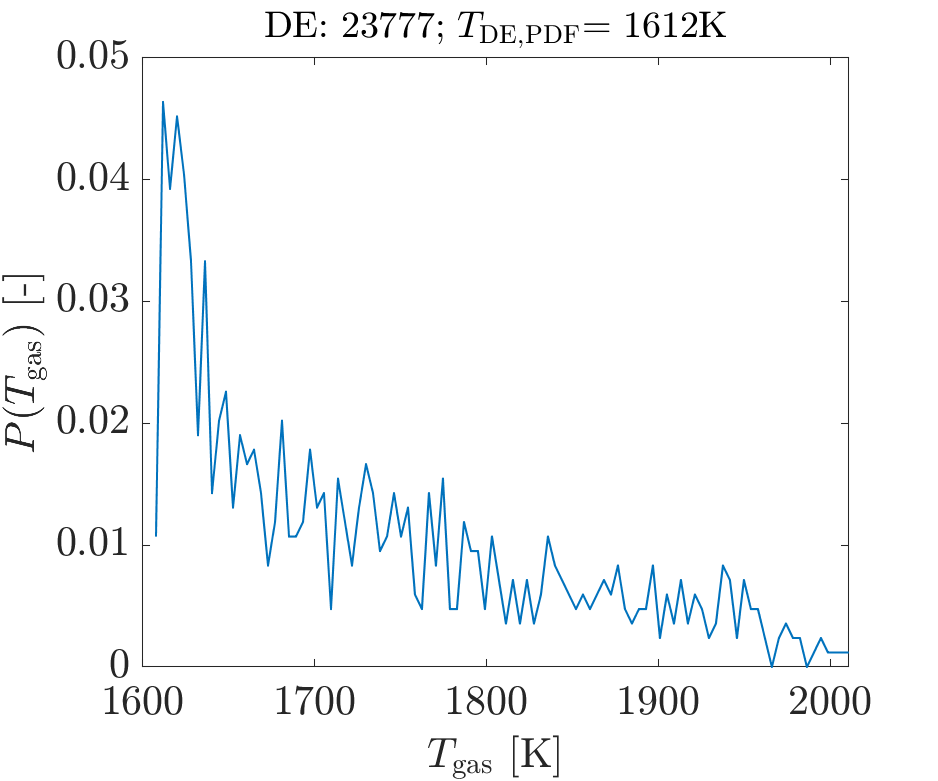 DE: 23777; T_DE,PDF= 1612K
0.05
0.04
0.03
0.02
0.01
0
P(T_gas) [-]
1600 1700 1800 1900 2000
T_gas [K]